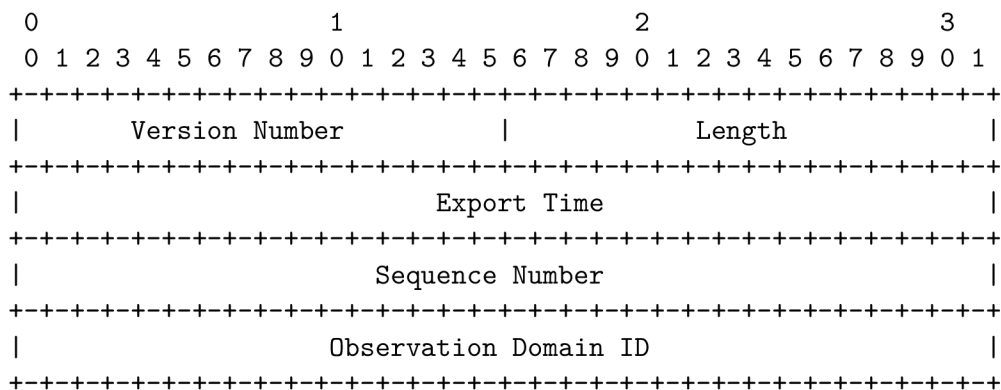 0                   1                   2                   3
 0 1 2 3 4 5 6 7 8 9 0 1 2 3 4 5 6 7 8 9 0 1 2 3 4 5 6 7 8 9 0 1
+-+-+-+-+-+-+-+-+-+-+-+-+-+-+-+-+-+-+-+-+-+-+-+-+-+-+-+-+-+-+-+-+
|       Version Number          |            Length             |
+-+-+-+-+-+-+-+-+-+-+-+-+-+-+-+-+-+-+-+-+-+-+-+-+-+-+-+-+-+-+-+-+
|                           Export Time                         |
+-+-+-+-+-+-+-+-+-+-+-+-+-+-+-+-+-+-+-+-+-+-+-+-+-+-+-+-+-+-+-+-+
|                       Sequence Number                         |
+-+-+-+-+-+-+-+-+-+-+-+-+-+-+-+-+-+-+-+-+-+-+-+-+-+-+-+-+-+-+-+-+
|                    Observation Domain ID                      |
+-+-+-+-+-+-+-+-+-+-+-+-+-+-+-+-+-+-+-+-+-+-+-+-+-+-+-+-+-+-+-+-+